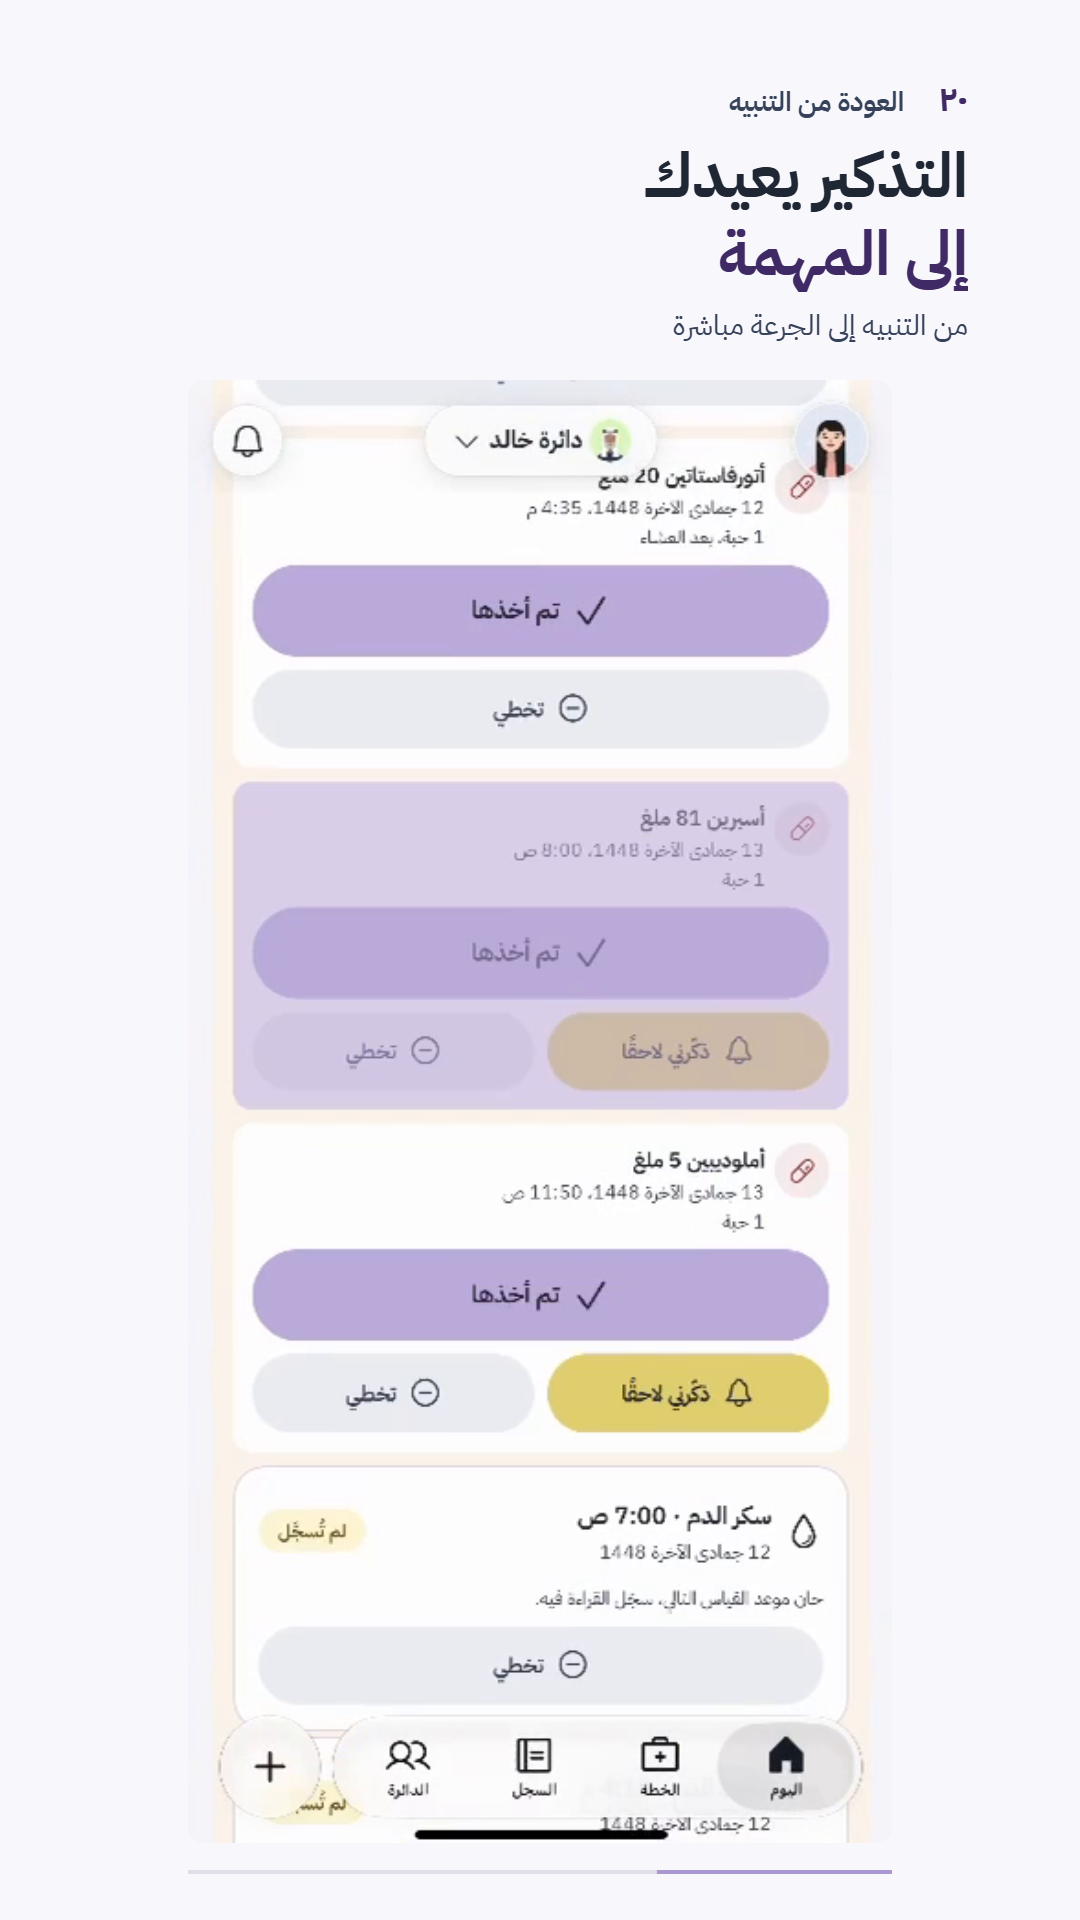 ٢٠ العودة من التنبيه
التذكير يعيدك
إلى المهمة
من التنبيه إلى الجرعة مباشرة
دائرة خالد
أتورفاستاتين 20 ملغ
12 جمادى الآخرة 1448، 4:35 م
1 حبة، بعد العشاء
تم أخذها
تخطي
أسبرين 81 ملغ
13 جمادى الآخرة 1448، 8:00 ص
1 حبة
تم أخذها
ذكّرني لاحقًا
تخطي
أملوديبين 5 ملغ
13 جمادى الآخرة 1448، 11:50 ص
1 حبة
تم أخذها
ذكّرني لاحقًا
تخطي
سكر الدم · 7:00 ص
لم تُسجَّل
12 جمادى الآخرة 1448
حان موعد القياس التالي، سجّل القراءة فيه.
تخطي
اليوم
الخطة
السجل
الدائرة
12 جمادى الآخرة 1448